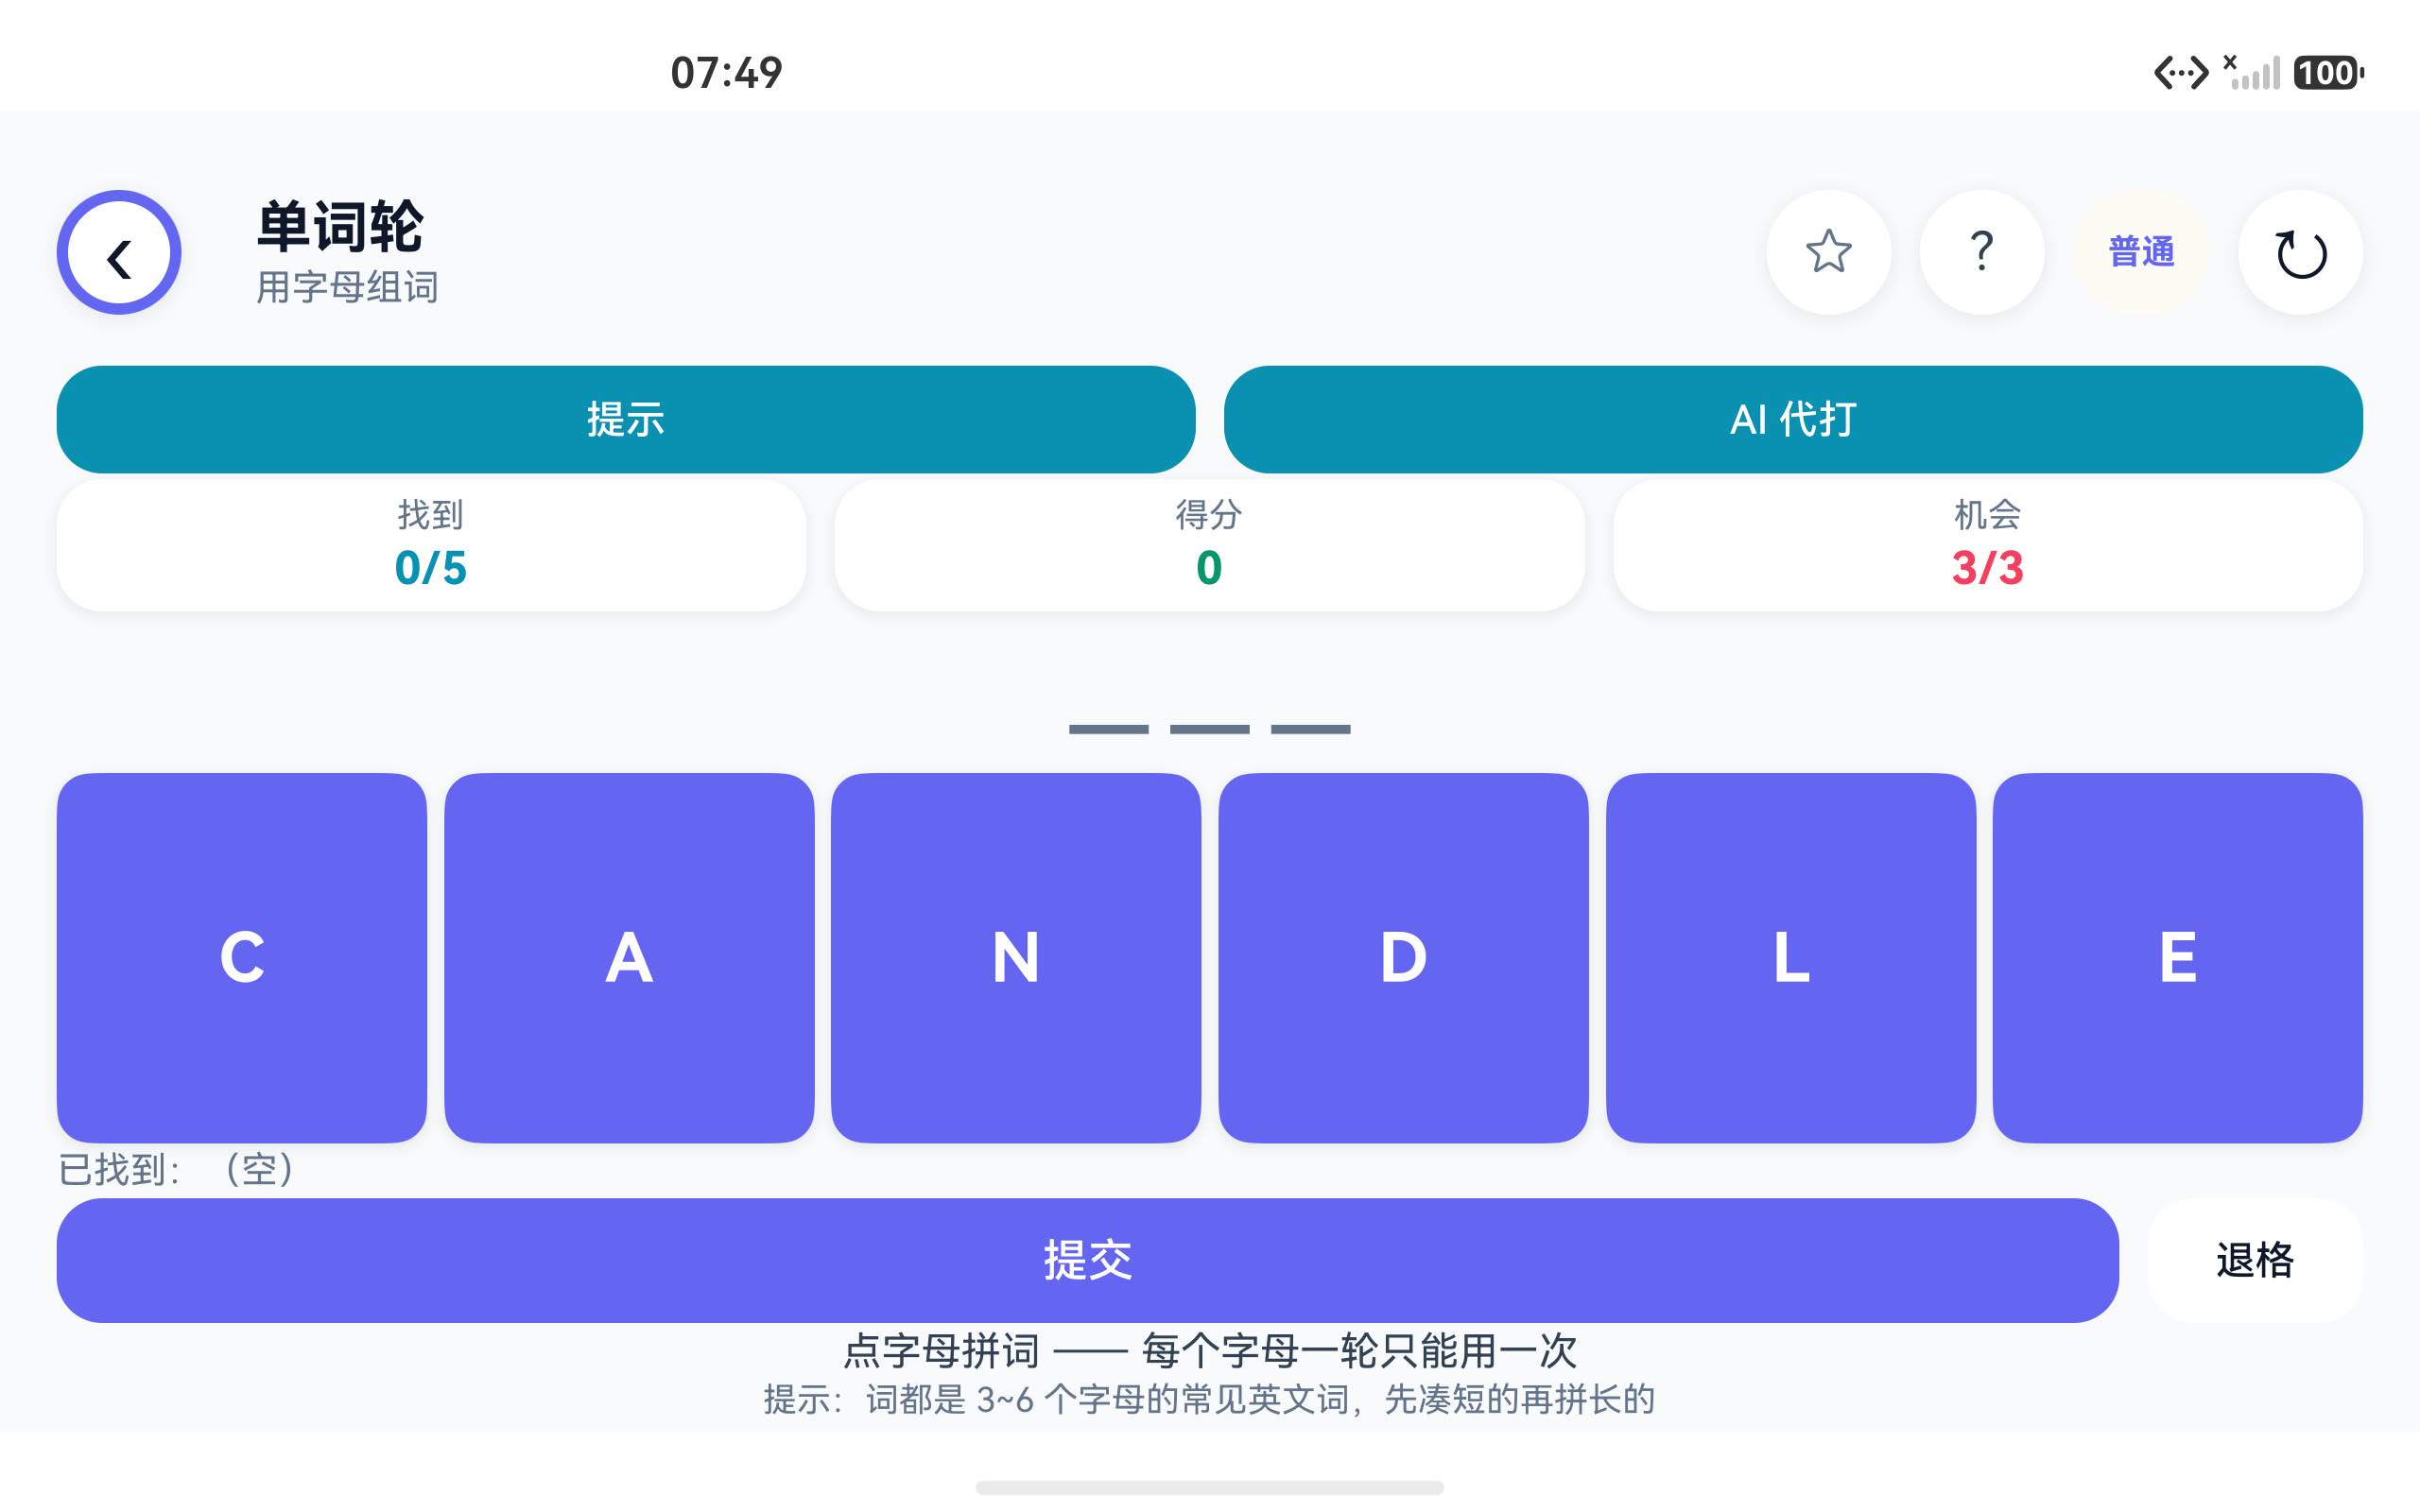 07:49
100
单词轮
用字母组词
?
普通
提示
AI 代打
找到
0/5
得分
0
机会
3/3
C
A
N
D
L
E
已找到：（空）
提交
退格
点字母拼词 —— 每个字母一轮只能用一次
提示：词都是 3~6 个字母的常见英文词，先凑短的再拼长的